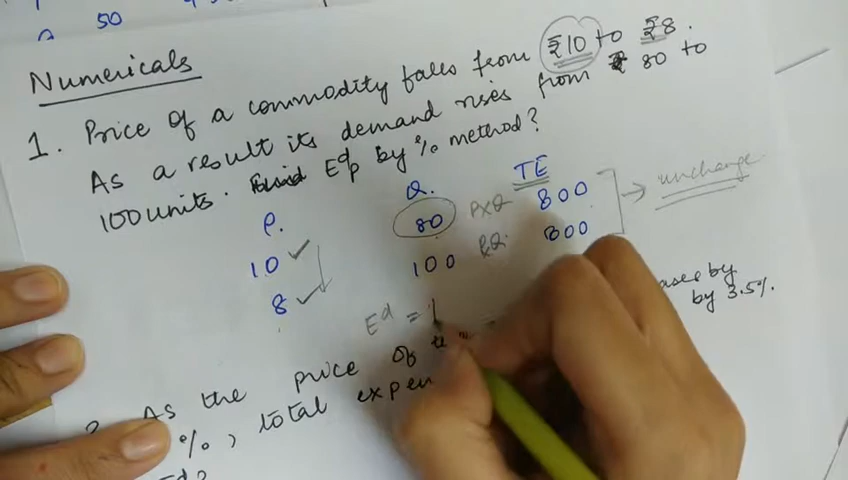 50
Numericals
1. Price of a commodity falls from ₹10 to ₹8.
As a result its demand rises from 80 to
100 units. Find Edp by % method?
P. Q. TE
10 80 PxQ 800
8 100 800
unchange
Ed = 1
ases by
by 3.5%.
As the price of
%, total expen